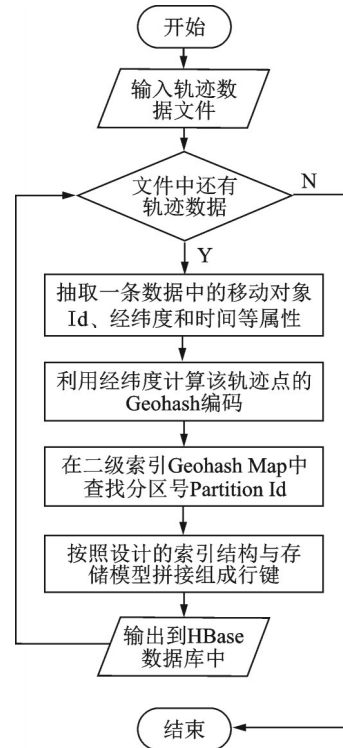 开始
输入轨迹数
据文件
文件中还有
轨迹数据
N
Y
抽取一条数据中的移动对象
Id、经纬度和时间等属性
利用经纬度计算该轨迹点的
Geohash编码
在二级索引Geohash Map中
查找分区号Partition Id
按照设计的索引结构与存
储模型拼接组成行键
输出到HBase
数据库中
结束